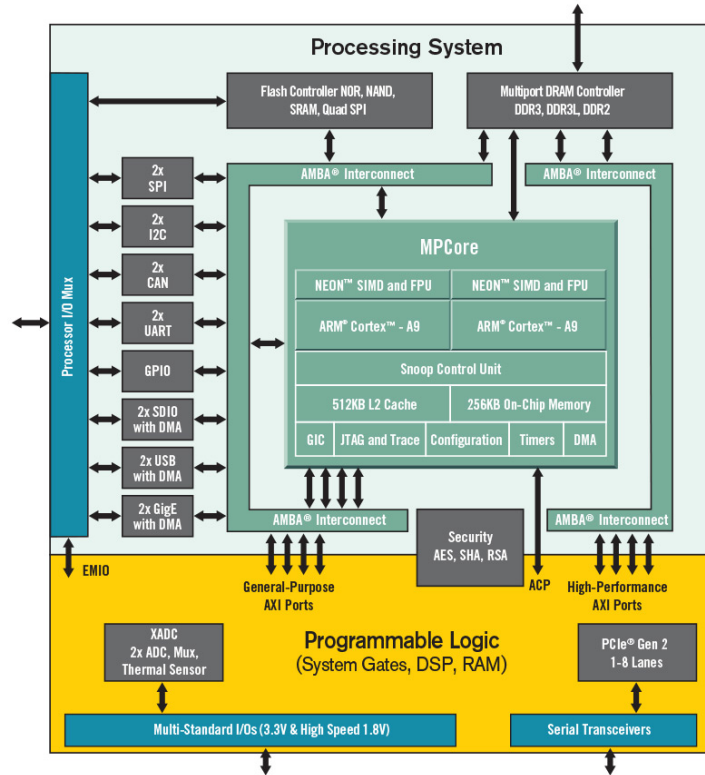 Processing System
Flash Controller NOR, NAND,
SRAM, Quad SPI
Multiport DRAM Controller
DDR3, DDR3L, DDR2
AMBA® Interconnect
AMBA® Interconnect
Processor I/O Mux
2x
SPI
2x
I2C
2x
CAN
2x
UART
GPIO
2x SDIO
with DMA
2x USB
with DMA
2x GigE
with DMA
MPCore
NEON™ SIMD and FPU
NEON™ SIMD and FPU
ARM® Cortex™ - A9
ARM® Cortex™ - A9
Snoop Control Unit
512KB L2 Cache
256KB On-Chip Memory
GIC
JTAG and Trace
Configuration
Timers
DMA
AMBA® Interconnect
AMBA® Interconnect
Security
AES, SHA, RSA
EMIO
General-Purpose
AXI Ports
ACP
High-Performance
AXI Ports
Programmable Logic
(System Gates, DSP, RAM)
XADC
2x ADC, Mux,
Thermal Sensor
PCIe® Gen 2
1-8 Lanes
Multi-Standard I/Os (3.3V & High Speed 1.8V)
Serial Transceivers